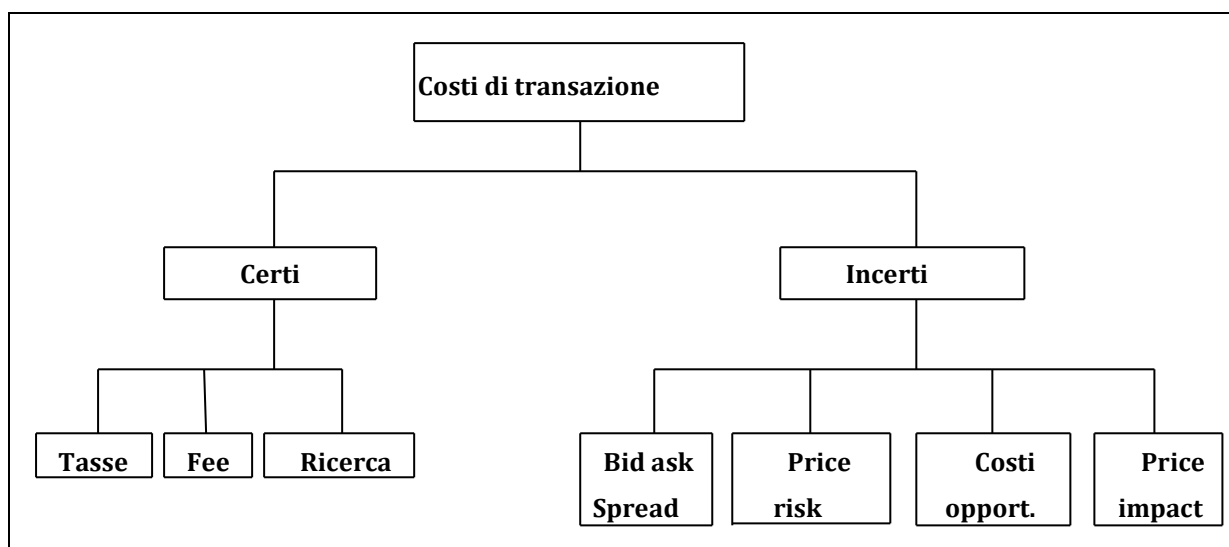 Costi di transazione
Certi
Incerti
Tasse
Fee
Ricerca
Bid ask
Spread
Price
risk
Costi
opport.
Price
impact